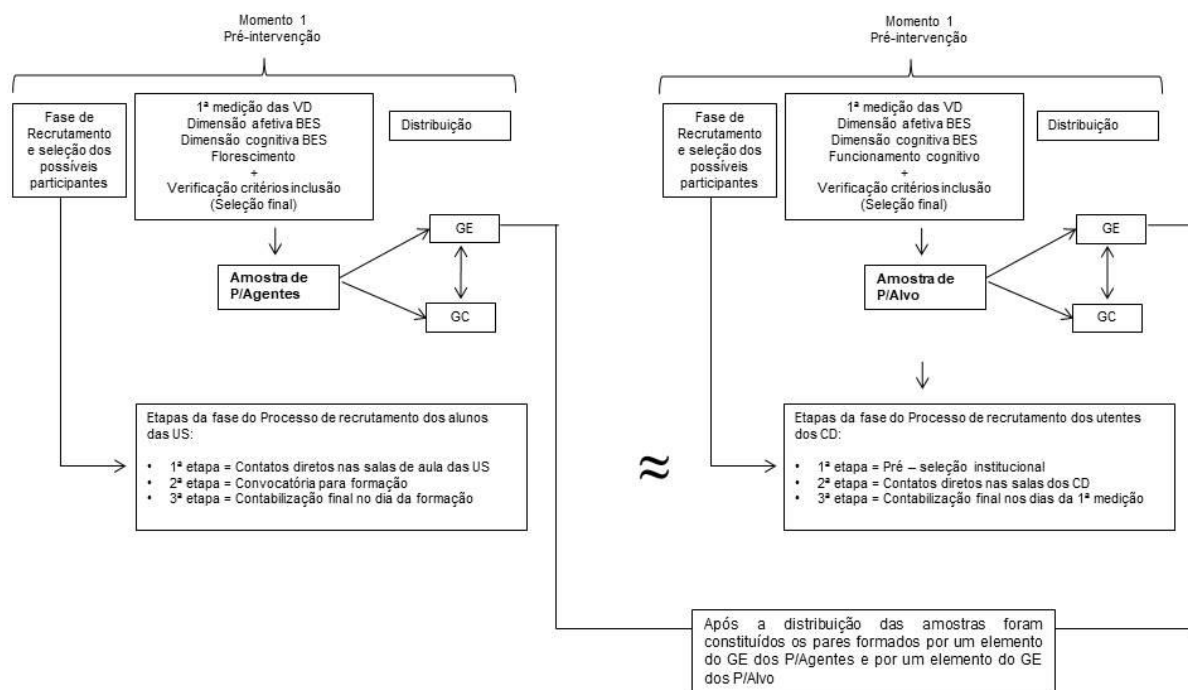 Momento 1
Pré-intervenção
Fase de
Recrutamento
e seleção dos
possíveis
participantes
1ª medição das VD
Dimensão afetiva BES
Dimensão cognitiva BES
Florescimento
+
Verificação critérios inclusão
(Seleção final)
Distribuição
GE
Amostra de
P/Agentes
GC
Etapas da fase do Processo de recrutamento dos alunos
das US:
• 1ª etapa = Contatos diretos nas salas de aula das US
• 2ª etapa = Convocatória para formação
• 3ª etapa = Contabilização final no dia da formação
≈
Momento 1
Pré-intervenção
Fase de
Recrutamento
e seleção dos
possíveis
participantes
1ª medição das VD
Dimensão afetiva BES
Dimensão cognitiva BES
Funcionamento cognitivo
+
Verificação critérios inclusão
(Seleção final)
Distribuição
GE
Amostra de
P/Alvo
GC
Etapas da fase do Processo de recrutamento dos utentes
dos CD:
• 1ª etapa = Pré – seleção institucional
• 2ª etapa = Contatos diretos nas salas dos CD
• 3ª etapa = Contabilização final nos dias da 1ª medição
Após a distribuição das amostras foram
constituídos os pares formados por um elemento
do GE dos P/Agentes e por um elemento do GE
dos P/Alvo